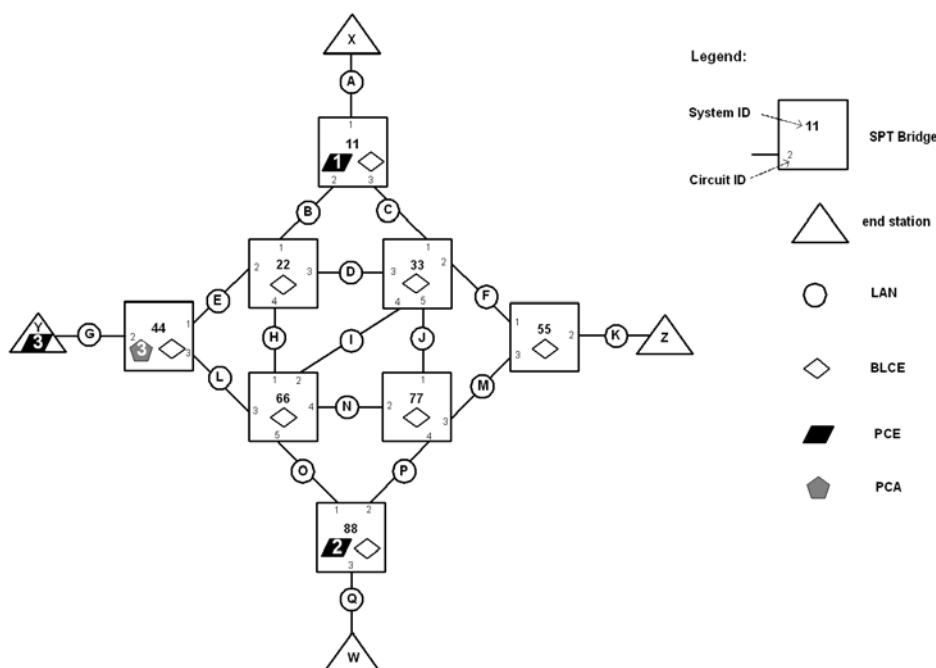 X
Legend:
A
System ID
11
SPT Bridge
2
Circuit ID
1
11
1
2
3
B
C
end station
1
22
2
3
4
D
1
33
2
3
4
5
E
F
LAN
Y
3
G
44
1
2
3
3
H
I
J
55
1
2
3
K
Z
BLCE
L
M
1
2
66
3
4
5
N
1
77
2
3
4
PCE
O
P
PCA
1
2
88
2
3
Q
W